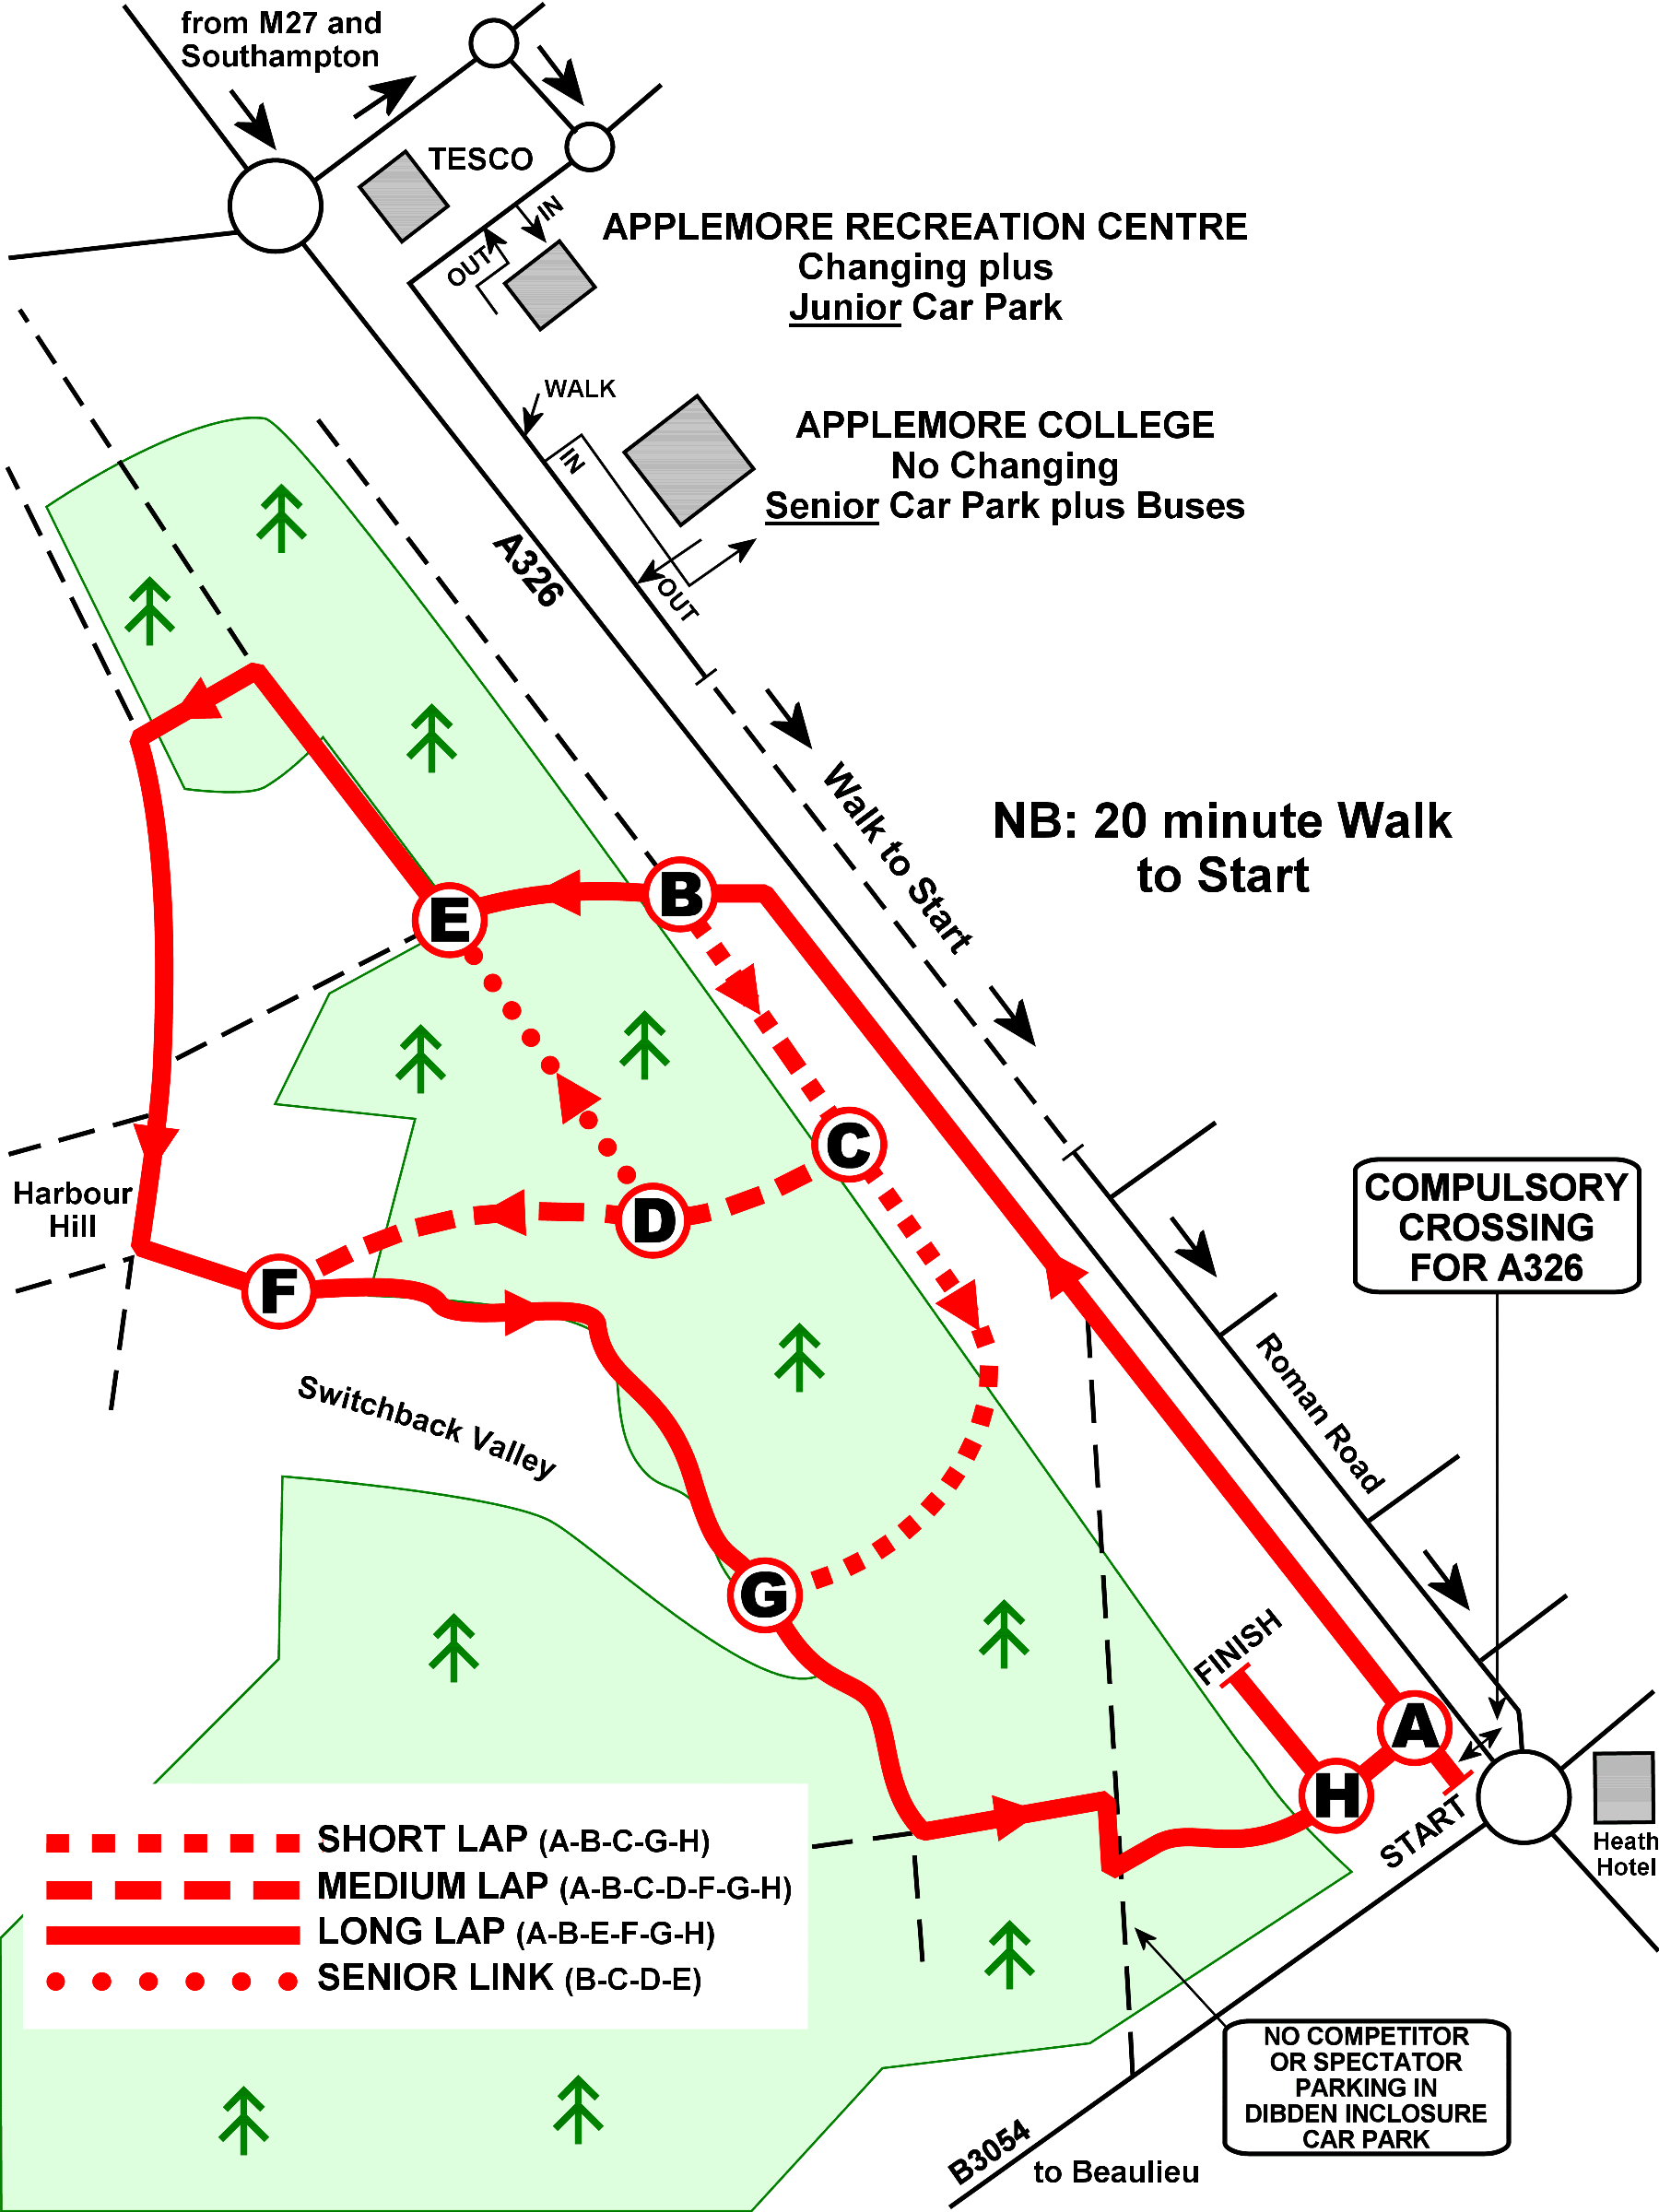 from M27 and
Southampton
TESCO
IN
OUT
APPLEMORE RECREATION CENTRE
Changing plus
Junior Car Park
WALK
IN
OUT
APPLEMORE COLLEGE
No Changing
Senior Car Park plus Buses
A326
Walk to Start
NB: 20 minute Walk
to Start
B
E
C
D
F
G
A
H
Harbour
Hill
Switchback Valley
COMPULSORY
CROSSING
FOR A326
Roman Road
FINISH
START
Heath
Hotel
SHORT LAP (A-B-C-G-H)
MEDIUM LAP (A-B-C-D-F-G-H)
LONG LAP (A-B-E-F-G-H)
SENIOR LINK (B-C-D-E)
NO COMPETITOR
OR SPECTATOR
PARKING IN
DIBDEN INCLOSURE
CAR PARK
B3054
to Beaulieu